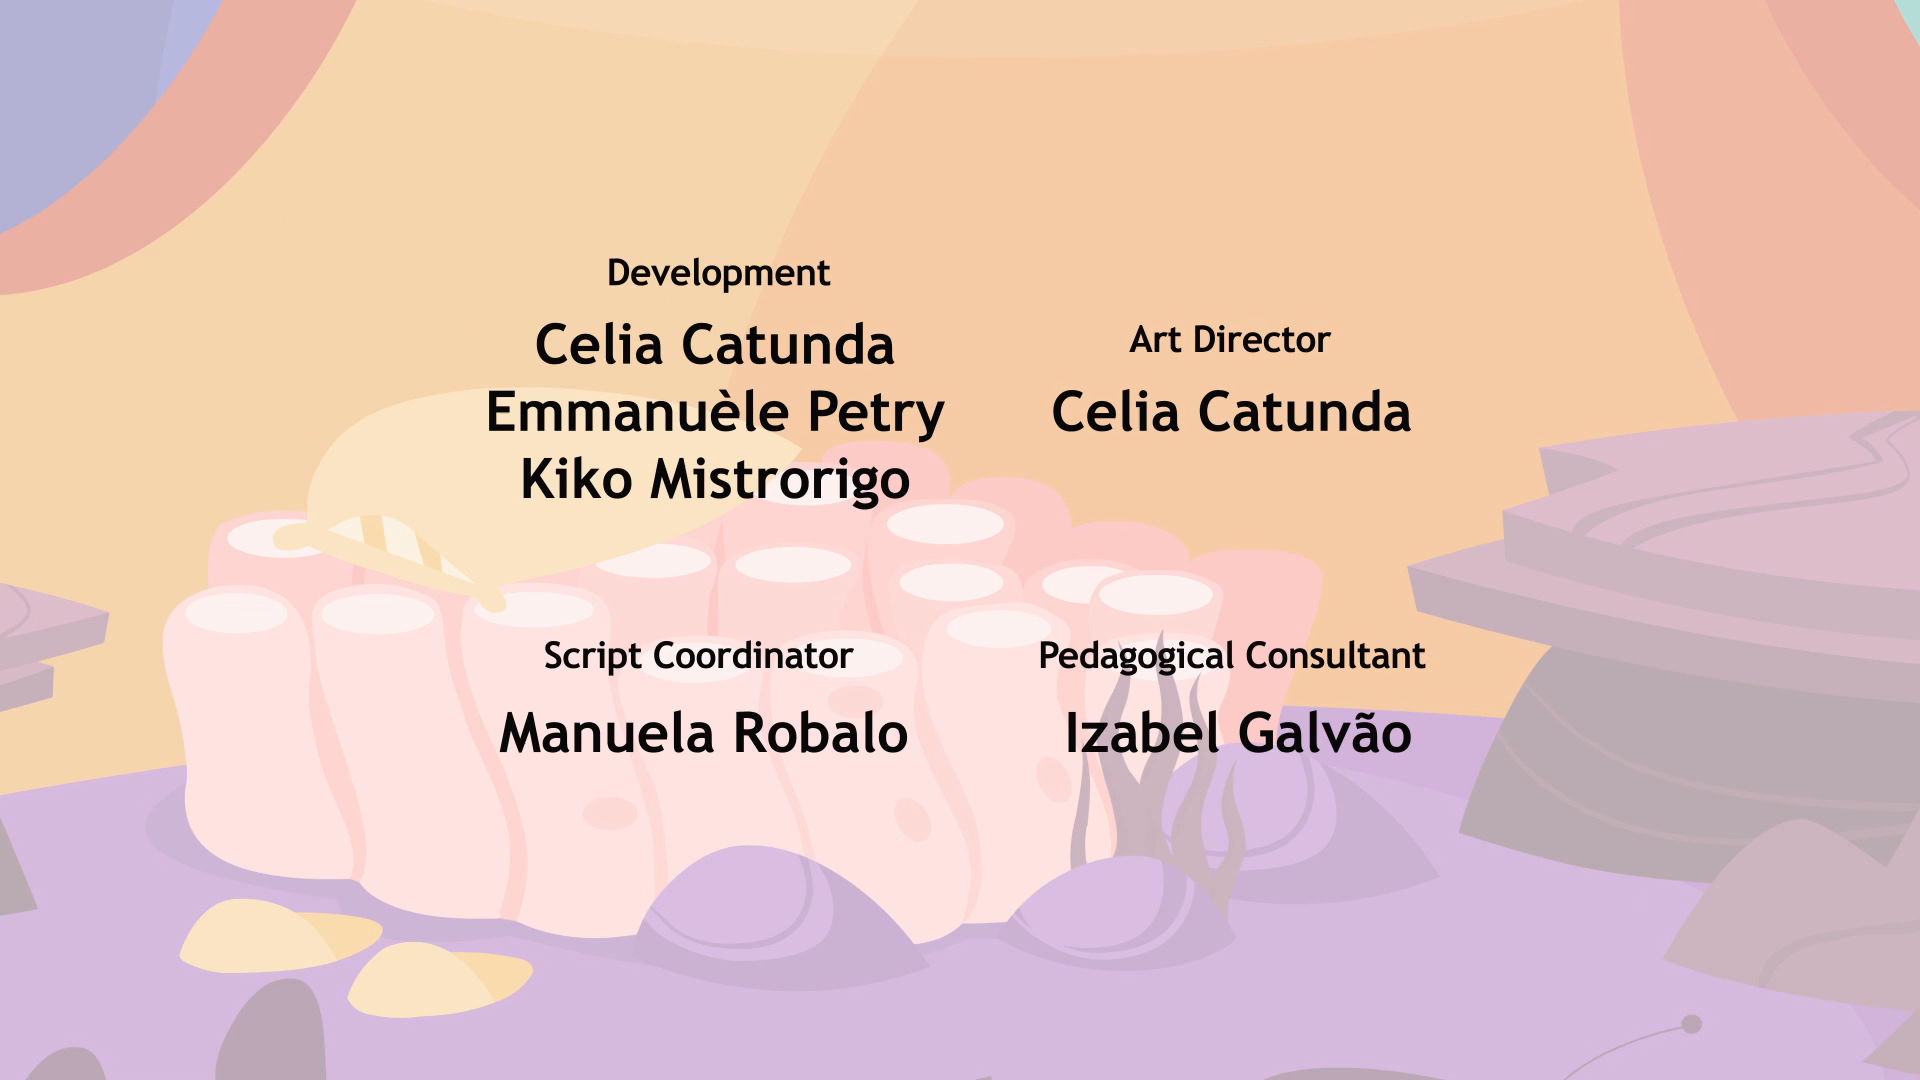 Development
Celia Catunda
Emmanuèle Petry
Kiko Mistrorigo
Art Director
Celia Catunda
Script Coordinator
Manuela Robalo
Pedagogical Consultant
Izabel Galvão